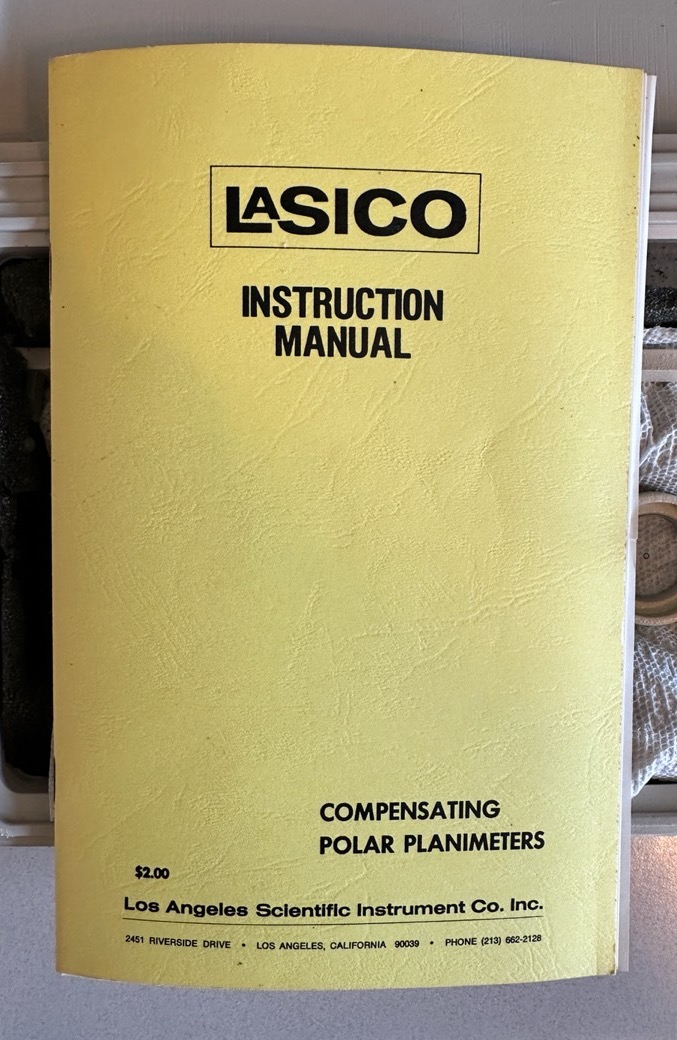 LASICO
INSTRUCTION
MANUAL
COMPENSATING
POLAR PLANIMETERS
$2.00
Los Angeles Scientific Instrument Co. Inc.
2451 RIVERSIDE DRIVE • LOS ANGELES, CALIFORNIA 90039 • PHONE (213) 662-2128